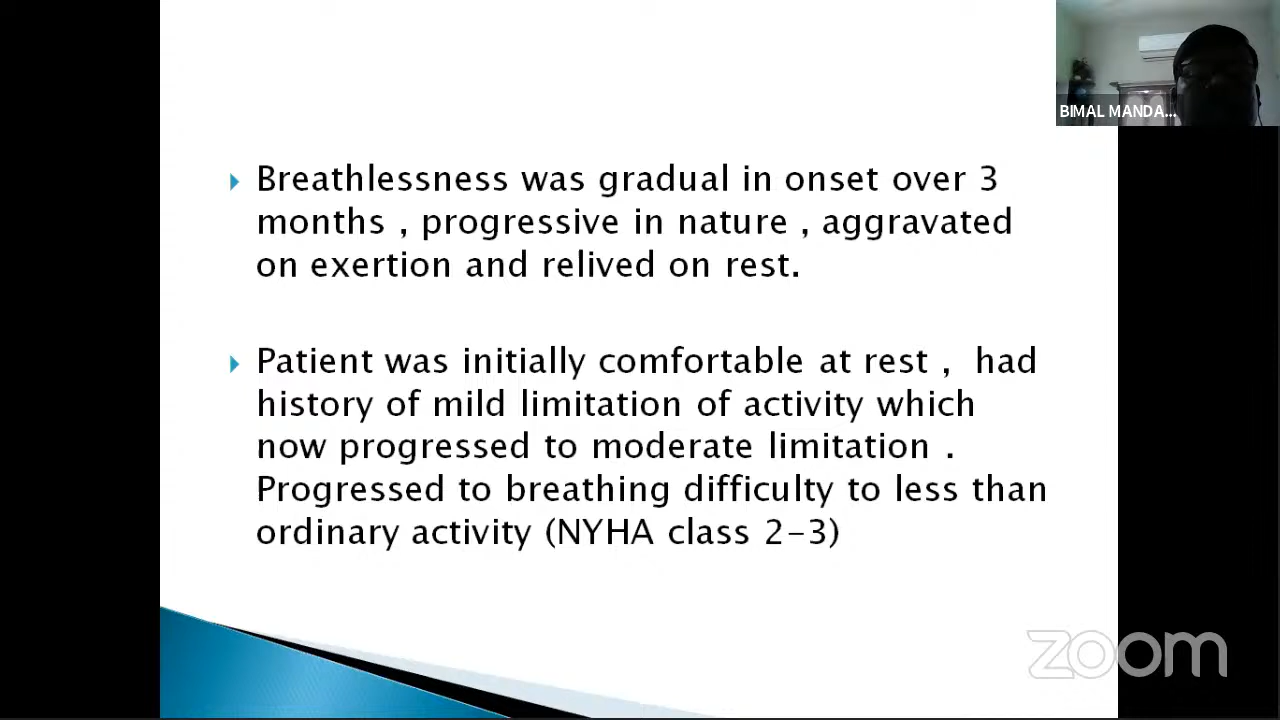 BIMAL MANDA...
Breathlessness was gradual in onset over 3
months , progressive in nature , aggravated
on exertion and relived on rest.
Patient was initially comfortable at rest , had
history of mild limitation of activity which
now progressed to moderate limitation .
Progressed to breathing difficulty to less than
ordinary activity (NYHA class 2-3)
zoom